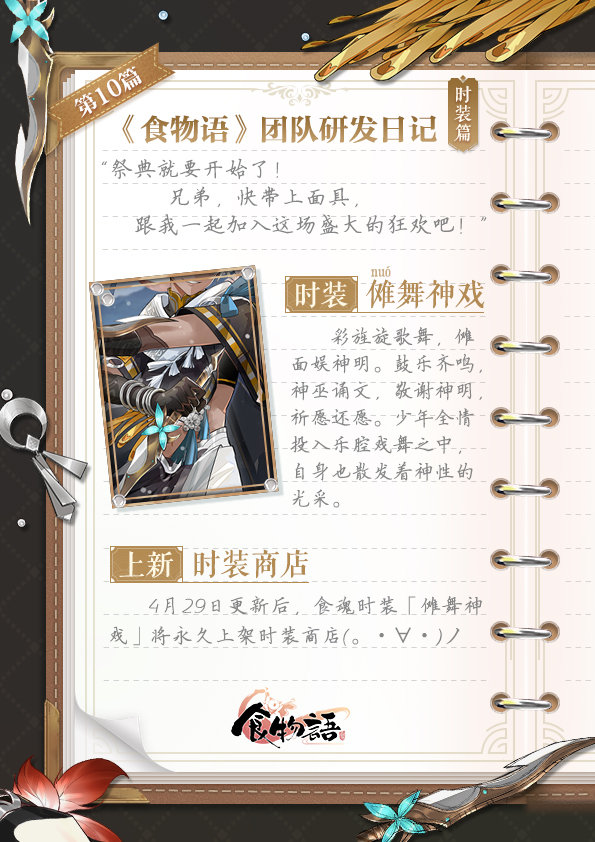 第10篇
《食物语》团队研发日记
时装篇
“祭典就要开始了！
兄弟，快带上面具，
跟我一起加入这场盛大的狂欢吧！”
nuó
时装 傩舞神戏
彩旌旋歌舞，傩
面娱神明。鼓乐齐鸣，
神巫诵文，敬谢神明，
祈愿还愿。少年全情
投入乐腔戏舞之中，
自身也散发着神性的
光采。
上新 时装商店
4月29日更新后，食魂时装「傩舞神
戏」将永久上架时装商店(。·∀·)ノ
食物語